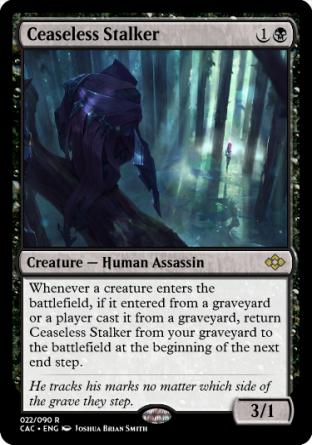 Ceaseless Stalker 1
Creature — Human Assassin
Whenever a creature enters the
battlefield, if it entered from a graveyard
or a player cast it from a graveyard, return
Ceaseless Stalker from your graveyard to
the battlefield at the beginning of the next
end step.
He tracks his marks no matter which side of
the grave they step.
3/1
022/090 R
CAC • ENG Joshua Brian Smith